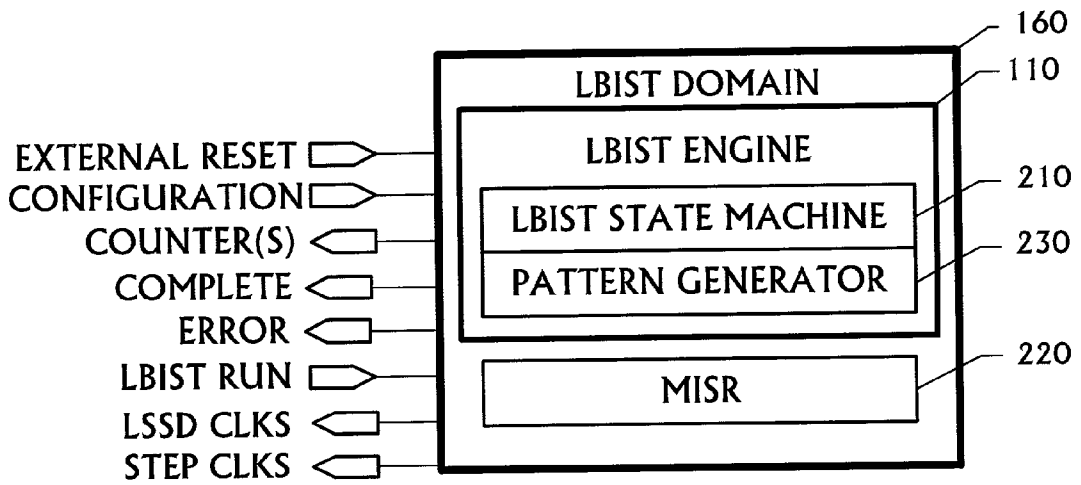 160
LBIST DOMAIN
110
EXTERNAL RESET
LBIST ENGINE
CONFIGURATION
210
LBIST STATE MACHINE
COUNTER(S)
230
PATTERN GENERATOR
COMPLETE
ERROR
220
LBIST RUN
MISR
LSSD CLKS
STEP CLKS